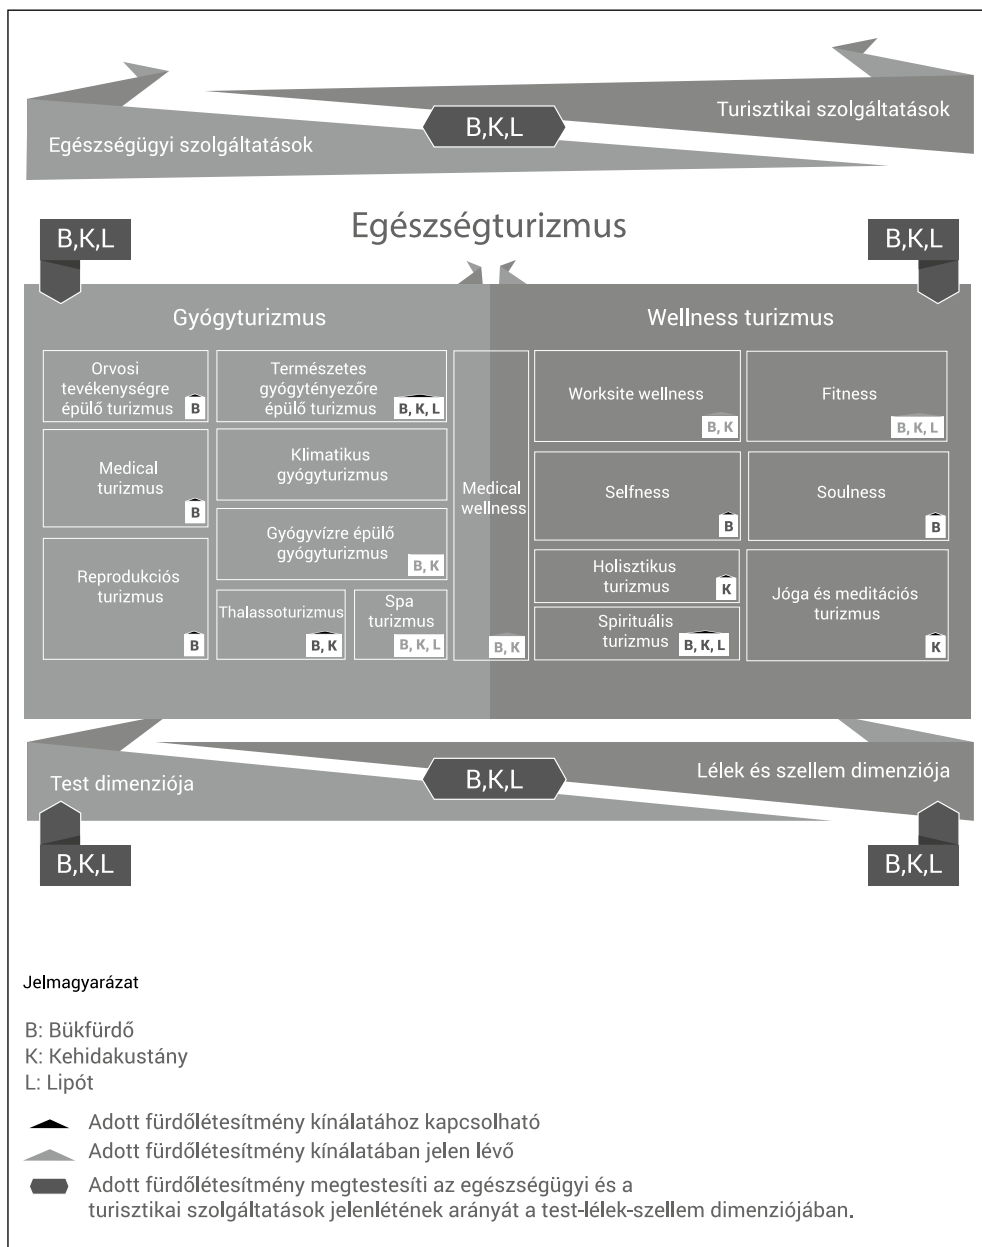 Turisztikai szolgáltatások
B,K,L
Egészségügyi szolgáltatások
B,K,L
Egészségturizmus
B,K,L
Gyógyturizmus
Wellness turizmus
Orvosi
tevékenységre
épülő turizmus
B
Természetes
gyógytényezőre
épülő turizmus
B, K, L
Worksite wellness
B, K
Fitness
B, K, L
Medical
turizmus
B
Klimatikus
gyógyturizmus
Medical
wellness
B, K
Selfness
B
Soulness
B
Gyógyvízre épülő
gyógyturizmus
B, K
Reprodukciós
turizmus
B
Thalassoturizmus
B, K
Spa
turizmus
B, K, L
Holisztikus
turizmus
K
Spirituális
turizmus
B, K, L
Jóga és meditációs
turizmus
K
Test dimenziója
B,K,L
Lélek és szellem dimenziója
B,K,L
B,K,L
Jelmagyarázat
B: Bükfürdő
K: Kehidakustány
L: Lipót
Adott fürdőlétesítmény kínálatához kapcsolható
Adott fürdőlétesítmény kínálatában jelen lévő
Adott fürdőlétesítmény megtestesíti az egészségügyi és a
turisztikai szolgáltatások jelenlétének arányát a test-lélek-szellem dimenziójában.